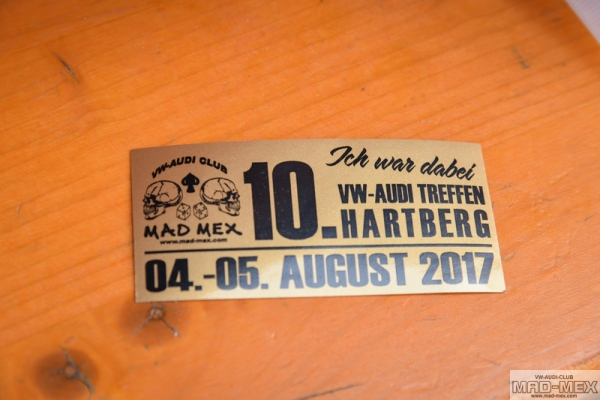 VW-AUDI CLUB
MAD MEX
www.mad-mex.com
10.
Ich war dabei
VW-AUDI TREFFEN
HARTBERG
04.-05. AUGUST 2017
VW-AUDI-CLUB
MAD-MEX
www.mad-mex.com